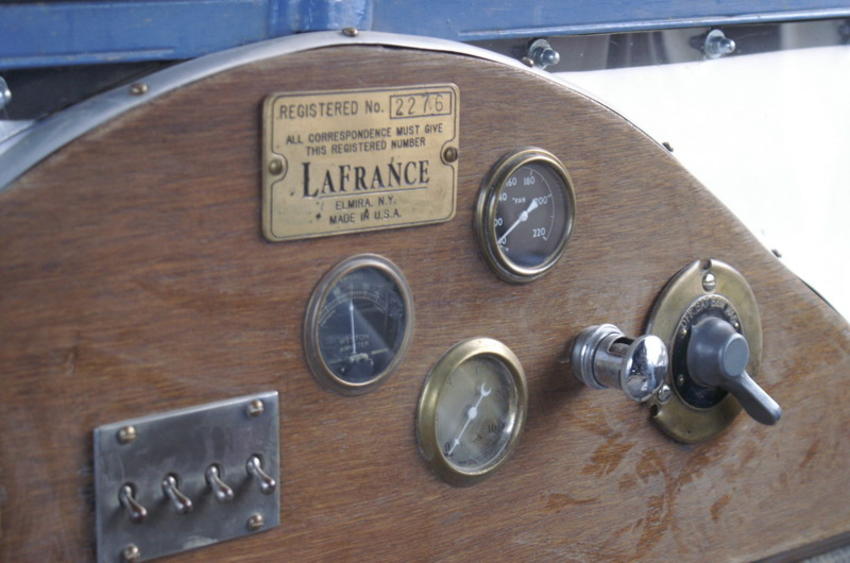 REGISTERED No. 2276
ALL CORRESPONDENCE MUST GIVE
THIS REGISTERED NUMBER
LAFRANCE
ELMIRA, N.Y.
MADE IN U.S.A.
160 180
200
220